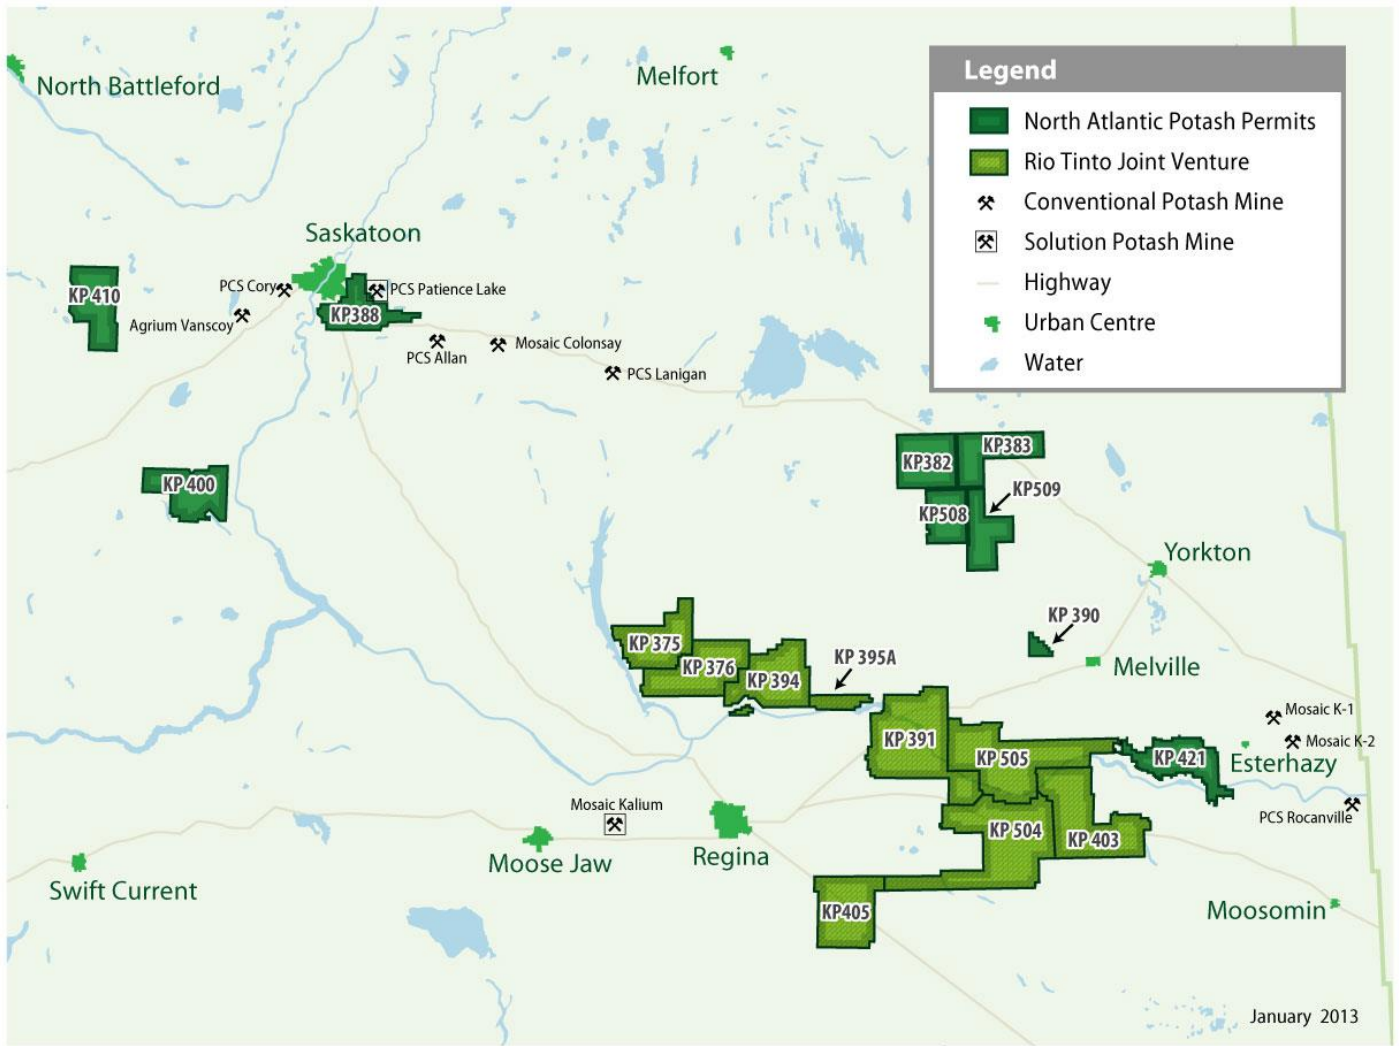 North Battleford
Melfort
Legend
North Atlantic Potash Permits
Rio Tinto Joint Venture
Conventional Potash Mine
Solution Potash Mine
Highway
Urban Centre
Water
Saskatoon
KP 410
PCS Cory
PCS Patience Lake
KP388
Agrium Vanscoy
PCS Allan
Mosaic Colonsay
PCS Lanigan
KP 400
KP382
KP383
KP509
KP508
Yorkton
KP 390
KP 375
KP 376
KP 394
KP 395A
Melville
Mosaic K-1
Mosaic K-2
KP 391
KP 505
KP 421
Esterhazy
PCS Rocanville
Mosaic Kalium
KP 504
KP 403
Moose Jaw
Regina
Swift Current
KP405
Moosomin
January 2013